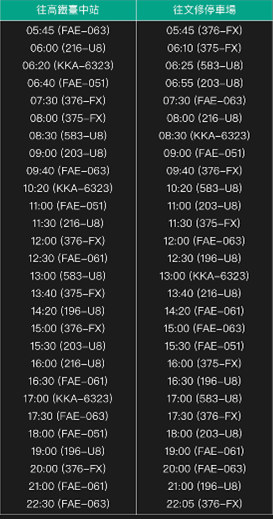 往高鐵臺中站 往文修停車場
05:45 (FAE-063) 05:45 (376-FX)
06:00 (216-U8) 06:10 (375-FX)
06:20 (KKA-6323) 06:25 (583-U8)
06:40 (FAE-051) 06:55 (203-U8)
07:30 (376-FX) 07:30 (FAE-063)
08:00 (375-FX) 08:00 (216-U8)
08:30 (583-U8) 08:30 (KKA-6323)
09:00 (203-U8) 09:00 (FAE-051)
09:40 (FAE-063) 09:40 (376-FX)
10:20 (KKA-6323) 10:20 (583-U8)
11:00 (FAE-051) 11:00 (203-U8)
11:30 (216-U8) 11:30 (375-FX)
12:00 (376-FX) 12:00 (FAE-063)
12:30 (FAE-061) 12:30 (196-U8)
13:00 (583-U8) 13:00 (KKA-6323)
13:40 (375-FX) 13:40 (216-U8)
14:20 (196-U8) 14:20 (FAE-061)
15:00 (376-FX) 15:00 (FAE-063)
15:30 (203-U8) 15:30 (FAE-051)
16:00 (216-U8) 16:00 (375-FX)
16:30 (FAE-061) 16:30 (196-U8)
17:00 (KKA-6323) 17:00 (583-U8)
17:30 (FAE-063) 17:30 (376-FX)
18:00 (FAE-051) 18:00 (203-U8)
19:00 (196-U8) 19:00 (FAE-061)
20:00 (376-FX) 20:00 (FAE-063)
21:00 (FAE-061) 21:00 (196-U8)
22:30 (FAE-063) 22:05 (376-FX)